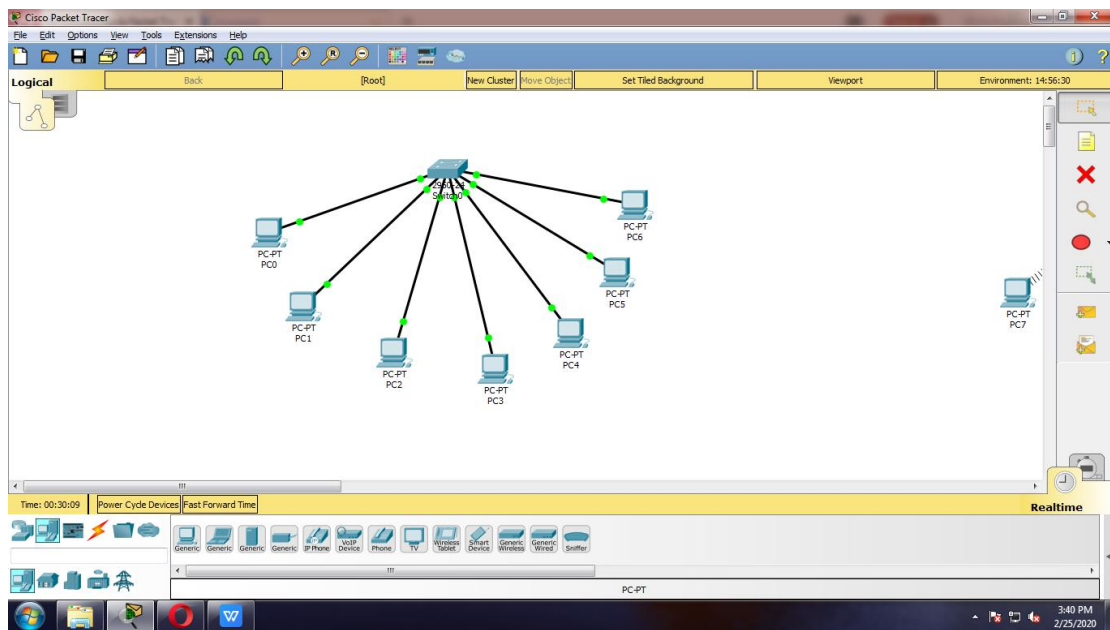 Cisco Packet Tracer
File Edit Options View Tools Extensions Help
Logical Back [Root] New Cluster Move Object Set Tiled Background Viewport Environment: 14:56:30
2960-24
Switch0
PC-PT
PC6
PC-PT
PC0
PC-PT
PC5
PC-PT
PC7
PC-PT
PC1
PC-PT
PC4
PC-PT
PC2
PC-PT
PC3
Time: 00:30:09 Power Cycle Devices Fast Forward Time Realtime
Generic Generic Generic Generic IP Phone VoIP Device Phone TV Wireless Tablet Smart Device Generic Wireless Generic Wired Sniffer
PC-PT
3:40 PM
2/25/2020